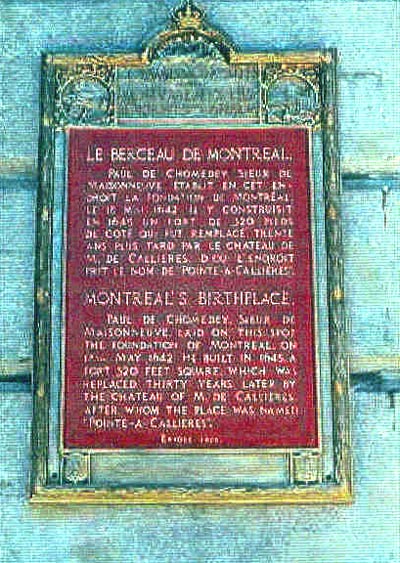 LE BERCEAU DE MONTREAL.
PAUL DE CHOMEDEY, SIEUR DE
MAISONNEUVE ETABLIT EN CET EN-
DROIT LA FONDATION DE MONTREAL,
LE MAI 1642. IL Y CONSTRUISIT
EN 1645 UN FORT DE 320 PIEDS
DE COTÉ QUI FUT REMPLACE TRENTE
ANS PLUS TARD PAR LE CHATEAU DE
M. DE CALLIERES, D'OU L'ENDROIT
PRIT LE NOM DE "POINTE-A-CALLIÈRES".
MONTREAL'S BIRTHPLACE.
PAUL DE CHOMEDEY, SIEUR DE
MAISONNEUVE, LAID ON THIS SPOT
THE FOUNDATION OF MONTREAL, ON
MAY 1642. HE BUILT IN 1645 A
FORT 320 FEET SQUARE, WHICH WAS
REPLACED THIRTY YEARS LATER BY
THE CHATEAU OF M. DE CALLIÈRES,
AFTER WHOM THE PLACE WAS NAMED
"POINTE-A-CALLIÈRES".